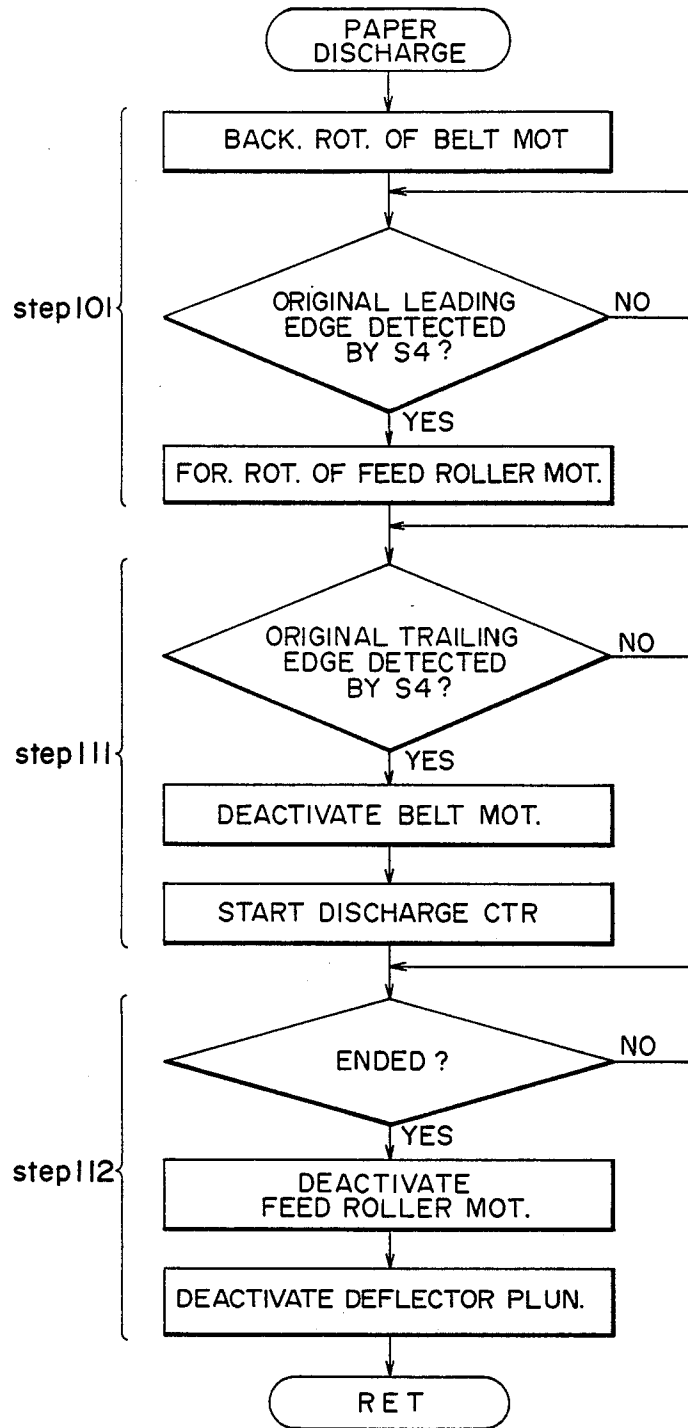 PAPER
DISCHARGE
BACK. ROT. OF BELT MOT
step101
ORIGINAL LEADING
EDGE DETECTED
BY S4?
NO
YES
FOR. ROT. OF FEED ROLLER MOT.
step111
ORIGINAL TRAILING
EDGE DETECTED
BY S4?
NO
YES
DEACTIVATE BELT MOT.
START DISCHARGE CTR
step112
ENDED?
NO
YES
DEACTIVATE
FEED ROLLER MOT.
DEACTIVATE DEFLECTOR PLUN.
RET